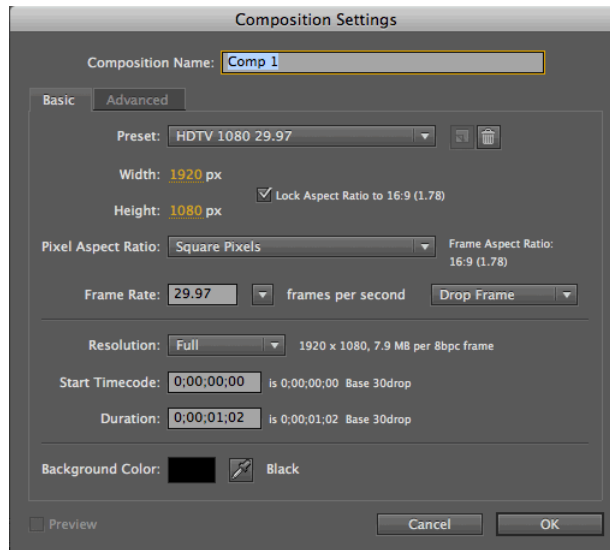 Composition Settings
Composition Name: Comp 1
Basic Advanced
Preset: HDTV 1080 29.97
Width: 1920 px
Lock Aspect Ratio to 16:9 (1.78)
Height: 1080 px
Pixel Aspect Ratio: Square Pixels Frame Aspect Ratio:
16:9 (1.78)
Frame Rate: 29.97 frames per second Drop Frame
Resolution: Full 1920 x 1080, 7.9 MB per 8bpc frame
Start Timecode: 0;00;00;00 is 0;00;00;00 Base 30drop
Duration: 0;00;01;02 is 0;00;01;02 Base 30drop
Background Color: Black
Preview Cancel OK